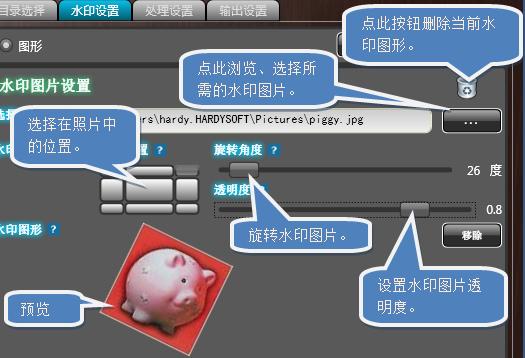 目录选择 水印设置 处理设置 输出设置
点此按钮删除当前水
印图形。
图形
点此浏览、选择所
需的水印图片。
水印图片设置
选择在照片中
的位置。
ers\hardy.HARDYSOFT\Pictures\piggy.jpg
...
置 ?
旋转角度 ?
26 度
透明度 ?
0.8
旋转水印图片。
水印图形 ?
移除
设置水印图片透
明度。
预览